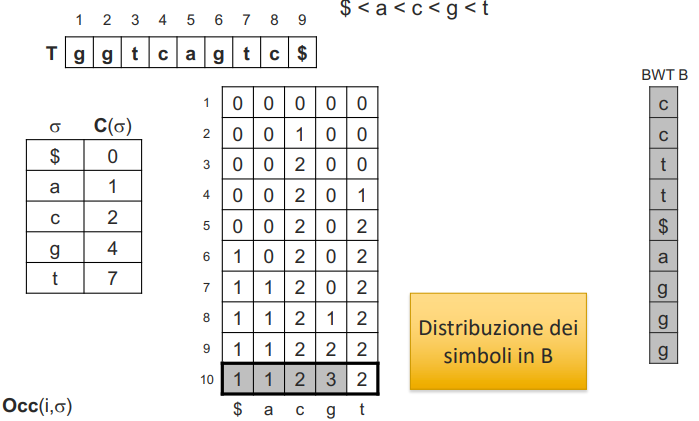 $ < a < c < g < t
1 2 3 4 5 6 7 8 9
T g g t c a g t c $
σ C(σ)
$ 0
a 1
c 2
g 4
t 7
1 0 0 0 0 0
2 0 0 1 0 0
3 0 0 2 0 0
4 0 0 2 0 1
5 0 0 2 0 2
6 1 0 2 0 2
7 1 1 2 0 2
8 1 1 2 1 2
9 1 1 2 2 2
10 1 1 2 3 2
$ a c g t
Occ(i,σ)
Distribuzione dei
simboli in B
BWT B
c
c
t
t
$
a
g
g
g